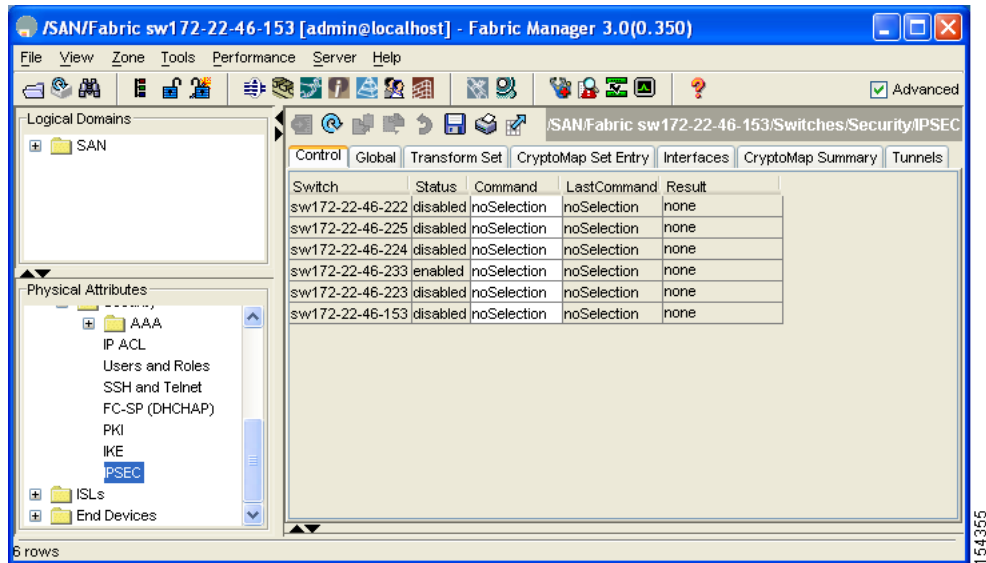 /SAN/Fabric sw172-22-46-153 [admin@localhost] - Fabric Manager 3.0(0.350)
File View Zone Tools Performance Server Help
Advanced
Logical Domains
SAN
/SAN/Fabric sw172-22-46-153/Switches/Security/IPSEC
Control Global Transform Set CryptoMap Set Entry Interfaces CryptoMap Summary Tunnels
Switch Status Command LastCommand Result
sw172-22-46-222 disabled noSelection noSelection none
sw172-22-46-225 disabled noSelection noSelection none
sw172-22-46-224 disabled noSelection noSelection none
sw172-22-46-233 enabled noSelection noSelection none
sw172-22-46-223 disabled noSelection noSelection none
sw172-22-46-153 disabled noSelection noSelection none
Physical Attributes
AAA
IP ACL
Users and Roles
SSH and Telnet
FC-SP (DHCHAP)
PKI
IKE
IPSEC
ISLs
End Devices
6 rows
154355